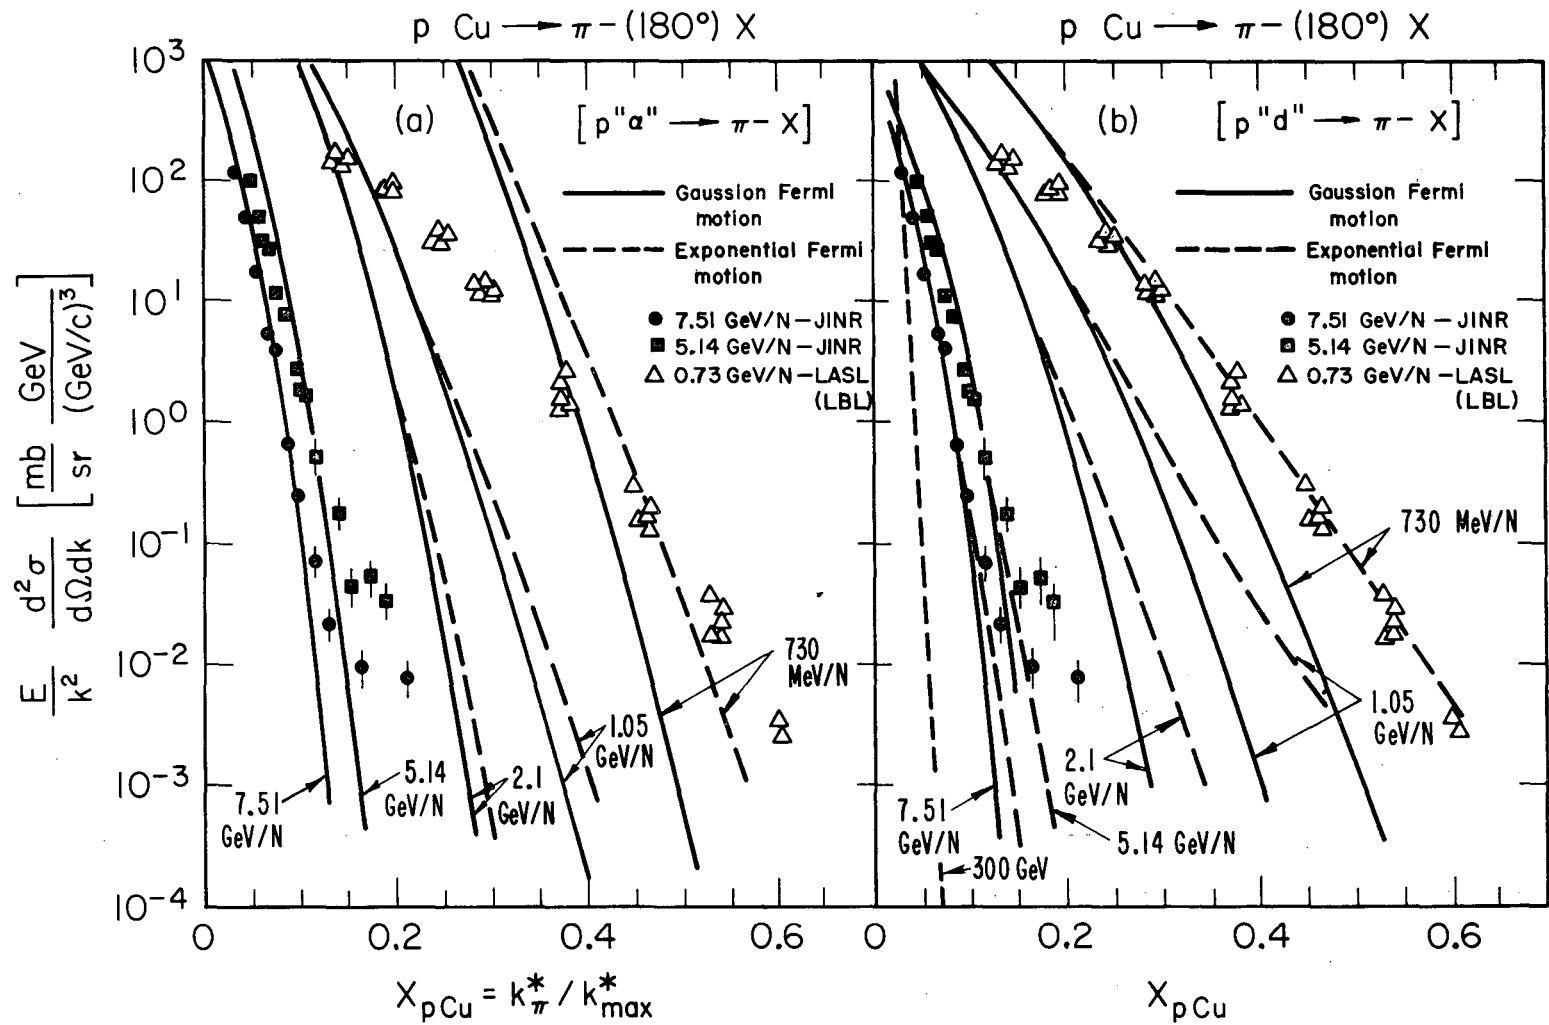 p Cu → π− (180°) X
p Cu → π− (180°) X
10³
10²
10¹
10⁰
10⁻¹
10⁻²
10⁻³
10⁻⁴
E/k² d²σ/dΩdk [mb/sr GeV/(GeV/c)³]
(a)
[p"α" → π− X]
Gaussion Fermi
motion
Exponential Fermi
motion
7.51 GeV/N−JINR
5.14 GeV/N−JINR
0.73 GeV/N−LASL
(LBL)
730
MeV/N
1.05
GeV/N
2.1
GeV/N
5.14
GeV/N
7.51
GeV/N
0
0.2
0.4
0.6
X pCu = k*π / k*max
(b)
[p"d" → π− X]
Gaussion Fermi
motion
Exponential Fermi
motion
7.51 GeV/N−JINR
5.14 GeV/N−JINR
0.73 GeV/N−LASL
(LBL)
730 MeV/N
1.05
GeV/N
2.1
GeV/N
7.51
GeV/N
5.14 GeV/N
300 GeV
0
0.2
0.4
0.6
X pCu